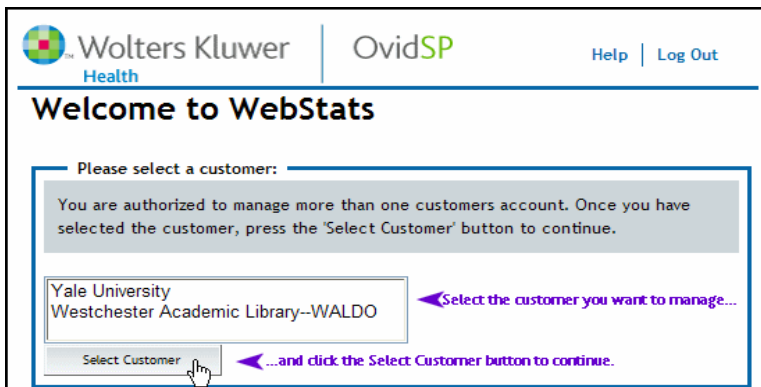 Wolters Kluwer
Health
OvidSP
Help | Log Out
Welcome to WebStats
Please select a customer:
You are authorized to manage more than one customers account. Once you have
selected the customer, press the 'Select Customer' button to continue.
Yale University
Westchester Academic Library--WALDO
Select the customer you want to manage...
Select Customer
...and click the Select Customer button to continue.